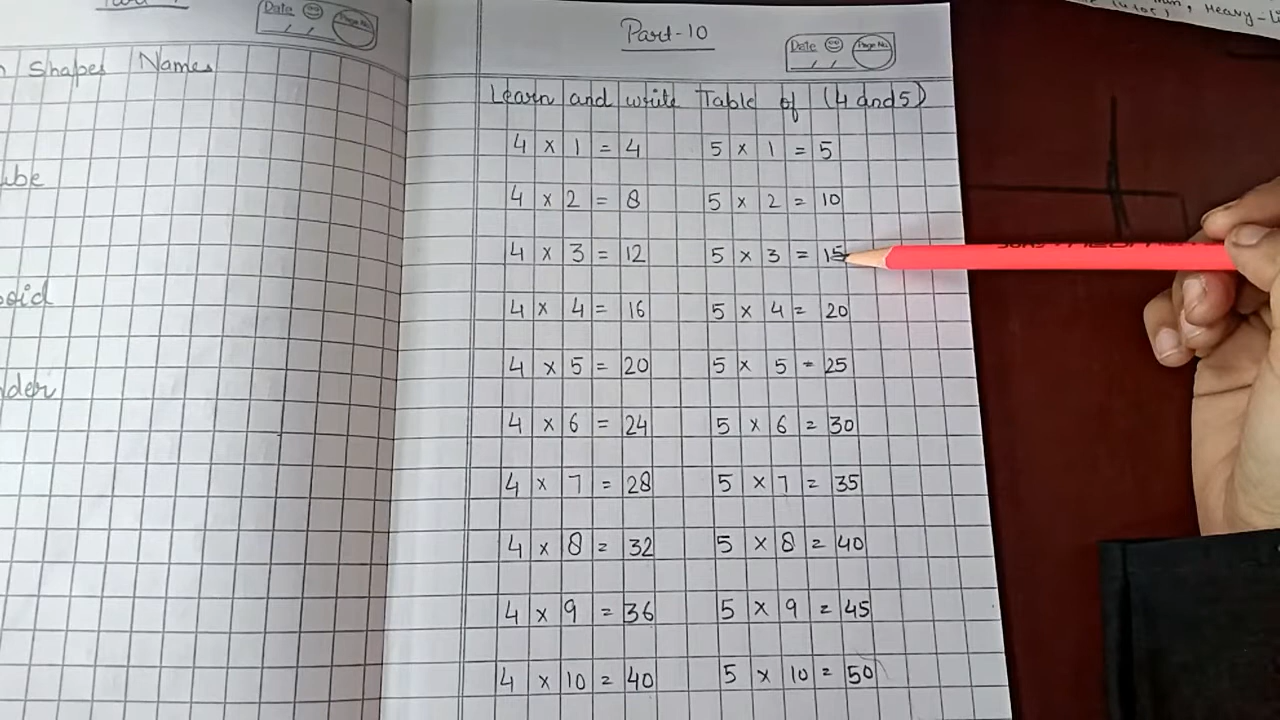 Shapes Names
Part-10
Date
Page No.
Date
Page No.
Learn and write Table of (4 and 5)
4 x 1 = 4 5 x 1 = 5
4 x 2 = 8 5 x 2 = 10
4 x 3 = 12 5 x 3 = 15
4 x 4 = 16 5 x 4 = 20
4 x 5 = 20 5 x 5 = 25
4 x 6 = 24 5 x 6 = 30
4 x 7 = 28 5 x 7 = 35
4 x 8 = 32 5 x 8 = 40
4 x 9 = 36 5 x 9 = 45
4 x 10 = 40 5 x 10 = 50